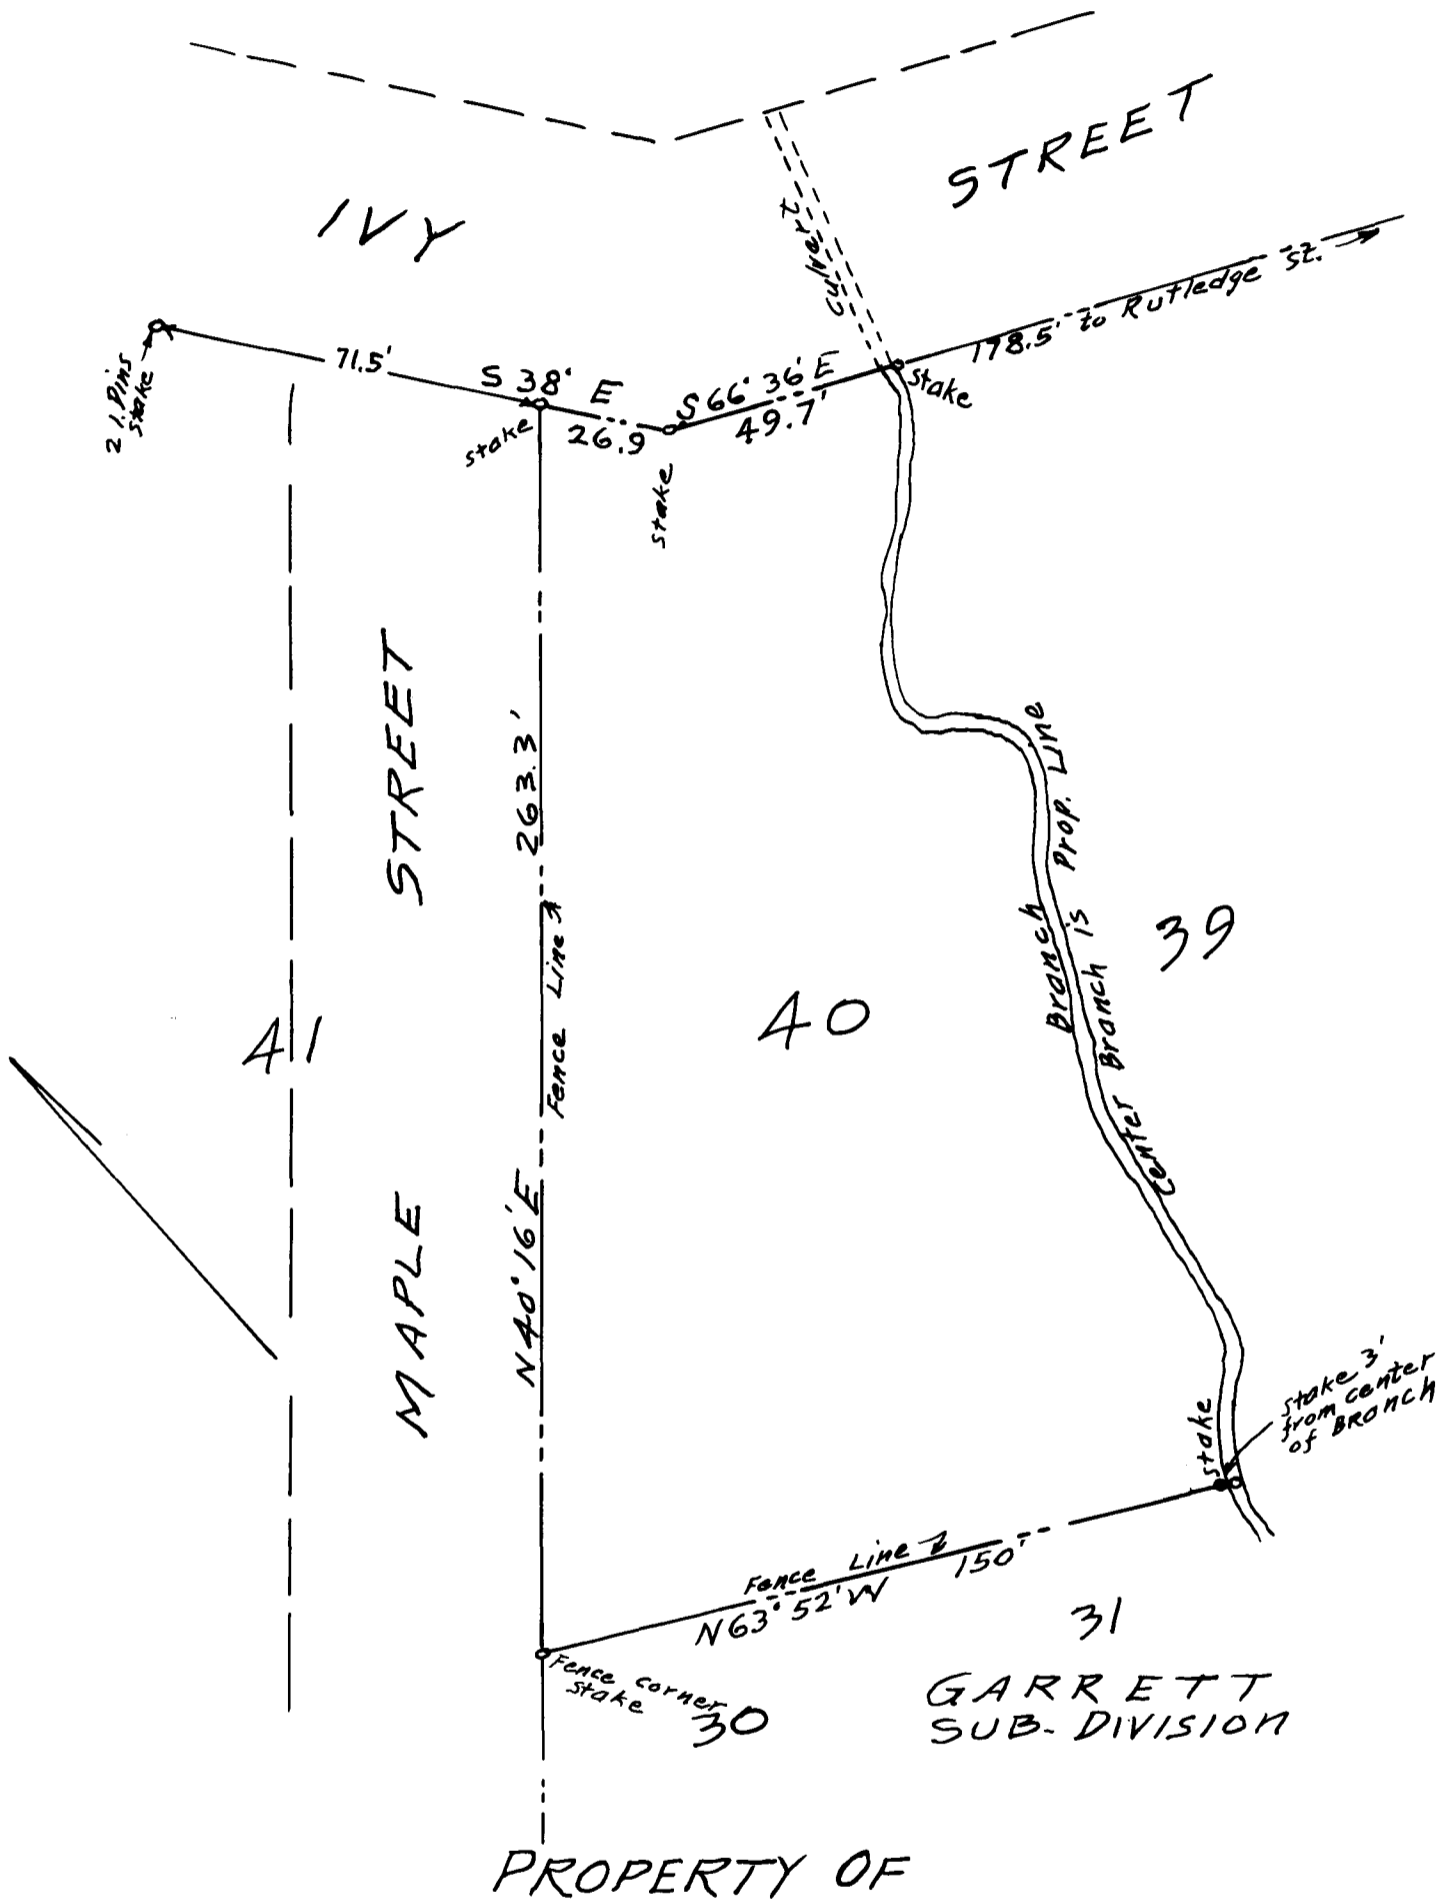 IVY
STREET
Culvert
2 I. Pins
stake
71.5'
S 38° E
stake
26.9
stake
S 66° 36' E
49.7'
stake
178.5' to Rutledge St.
STREET
MAPLE
263.3'
Fence Line
N 40° 16' E
41
40
39
Branch
Center Branch is Prop. Line
stake
stake 3'
from center
of BRANCH
Fence Line
150'
N 63° 52' W
Fence corner
stake
30
31
GARRETT
SUB-DIVISION
PROPERTY OF